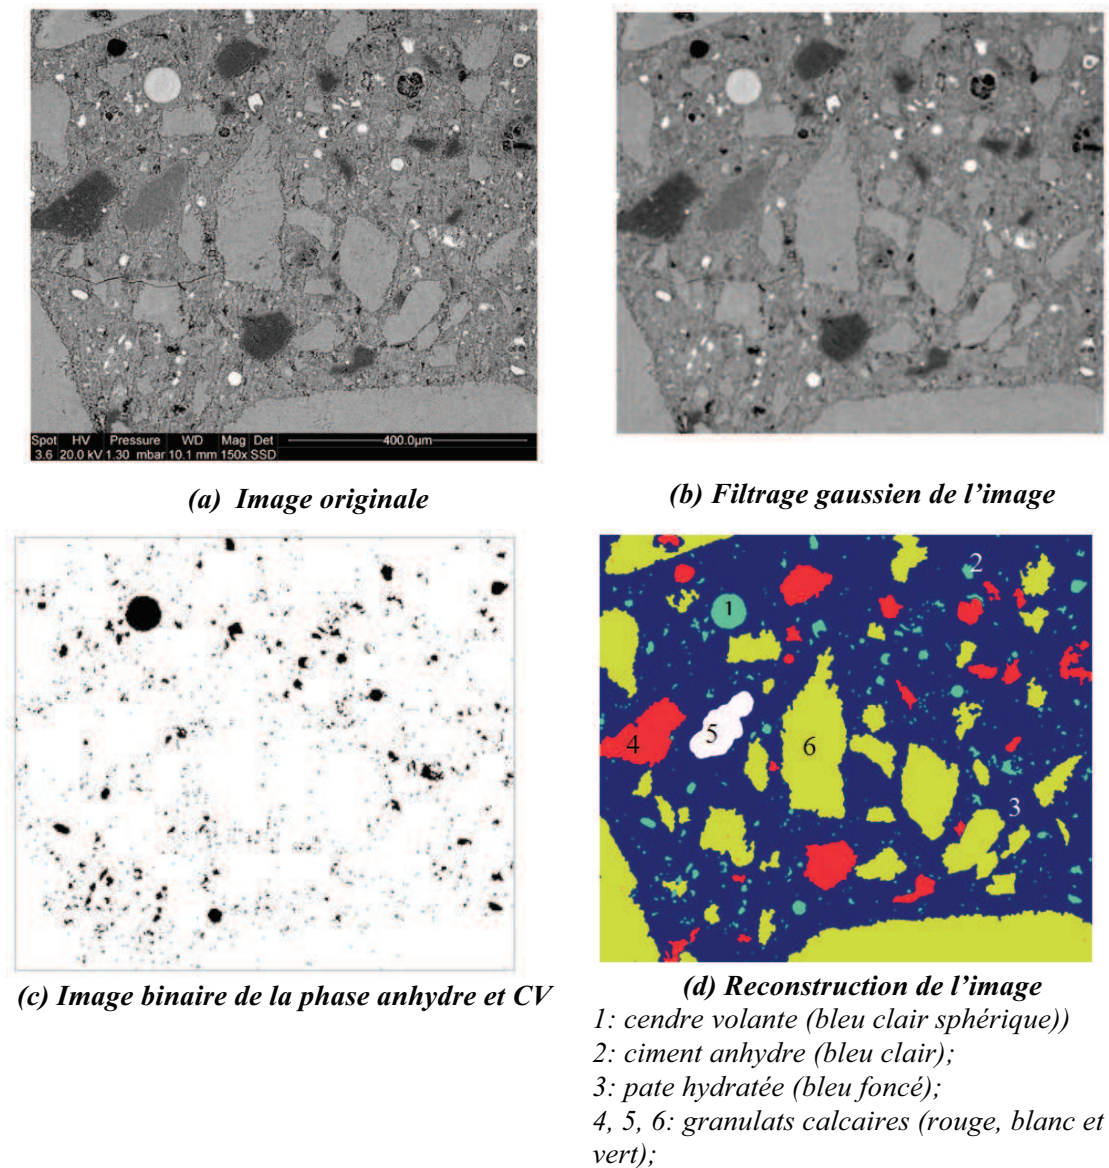 Spot HV Pressure WD Mag Det 400.0µm
3.6 20.0 kV 1.30 mbar 10.1 mm 150x SSD
(a) Image originale
(b) Filtrage gaussien de l'image
1
2
3
4
5
6
(c) Image binaire de la phase anhydre et CV
(d) Reconstruction de l'image
1: cendre volante (bleu clair sphérique))
2: ciment anhydre (bleu clair);
3: pate hydratée (bleu foncé);
4, 5, 6: granulats calcaires (rouge, blanc et
vert);